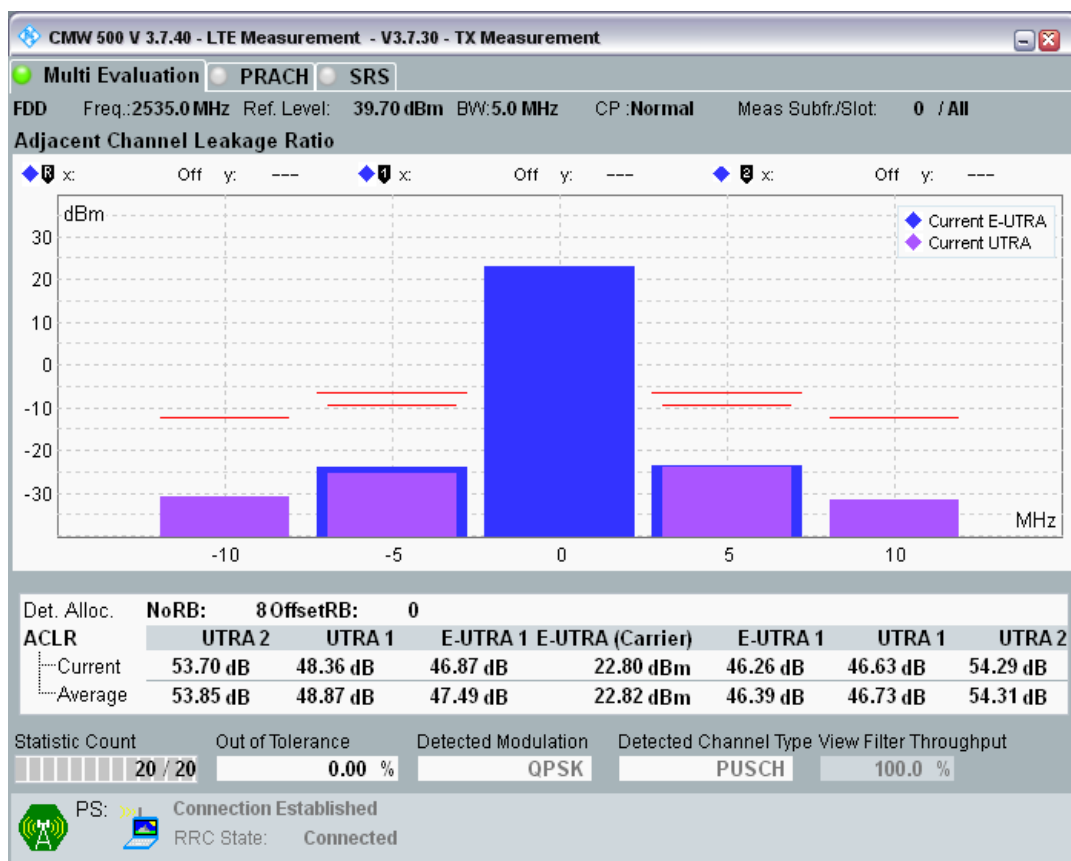 CMW 500 V 3.7.40 - LTE Measurement - V3.7.30 - TX Measurement
Multi Evaluation PRACH SRS
FDD Freq.:2535.0 MHz Ref. Level: 39.70 dBm BW:5.0 MHz CP :Normal Meas Subfr./Slot: 0 / All
Adjacent Channel Leakage Ratio
R x: Off y: --- 1 x: Off y: --- 2 x: Off y: ---
dBm
Current E-UTRA
Current UTRA
30
20
10
0
-10
-20
-30
MHz
-10 -5 0 5 10
Det. Alloc. NoRB: 8 OffsetRB: 0
ACLR UTRA 2 UTRA 1 E-UTRA 1 E-UTRA (Carrier) E-UTRA 1 UTRA 1 UTRA 2
Current 53.70 dB 48.36 dB 46.87 dB 22.80 dBm 46.26 dB 46.63 dB 54.29 dB
Average 53.85 dB 48.87 dB 47.49 dB 22.82 dBm 46.39 dB 46.73 dB 54.31 dB
Statistic Count Out of Tolerance Detected Modulation Detected Channel Type View Filter Throughput
20 / 20 0.00 % QPSK PUSCH 100.0 %
PS: Connection Established
RRC State: Connected